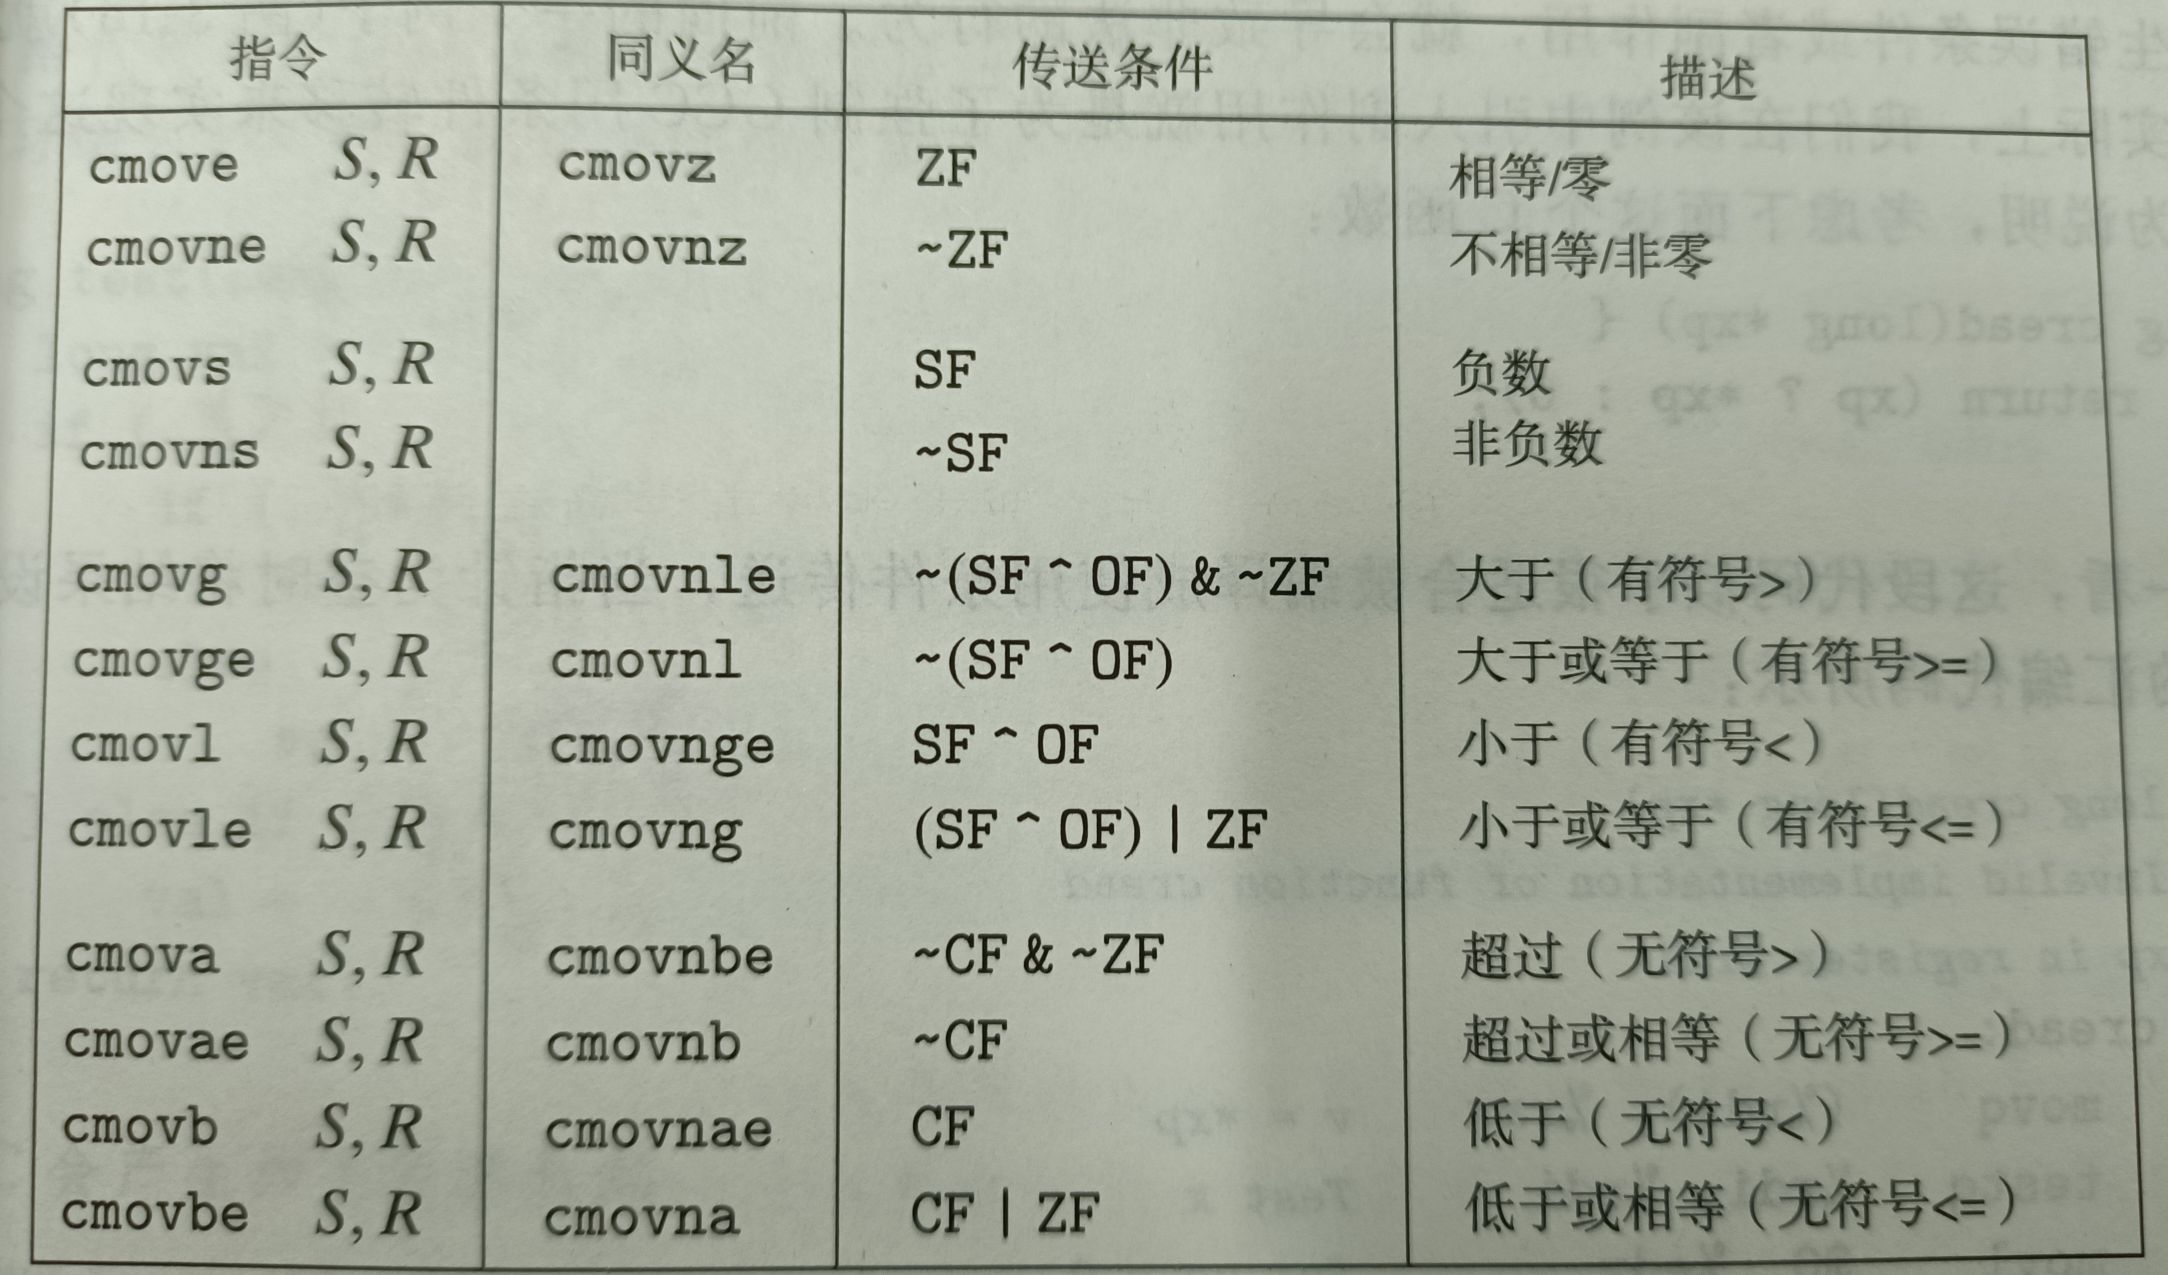 指令 同义名 传送条件 描述
cmove S, R cmovz ZF 相等/零
cmovne S, R cmovnz ~ZF 不相等/非零
cmovs S, R SF 负数
cmovns S, R ~SF 非负数
cmovg S, R cmovnle ~(SF ^ OF) & ~ZF 大于（有符号>）
cmovge S, R cmovnl ~(SF ^ OF) 大于或等于（有符号>=）
cmovl S, R cmovnge SF ^ OF 小于（有符号<）
cmovle S, R cmovng (SF ^ OF) | ZF 小于或等于（有符号<=）
cmova S, R cmovnbe ~CF & ~ZF 超过（无符号>）
cmovae S, R cmovnb ~CF 超过或相等（无符号>=）
cmovb S, R cmovnae CF 低于（无符号<）
cmovbe S, R cmovna CF | ZF 低于或相等（无符号<=）